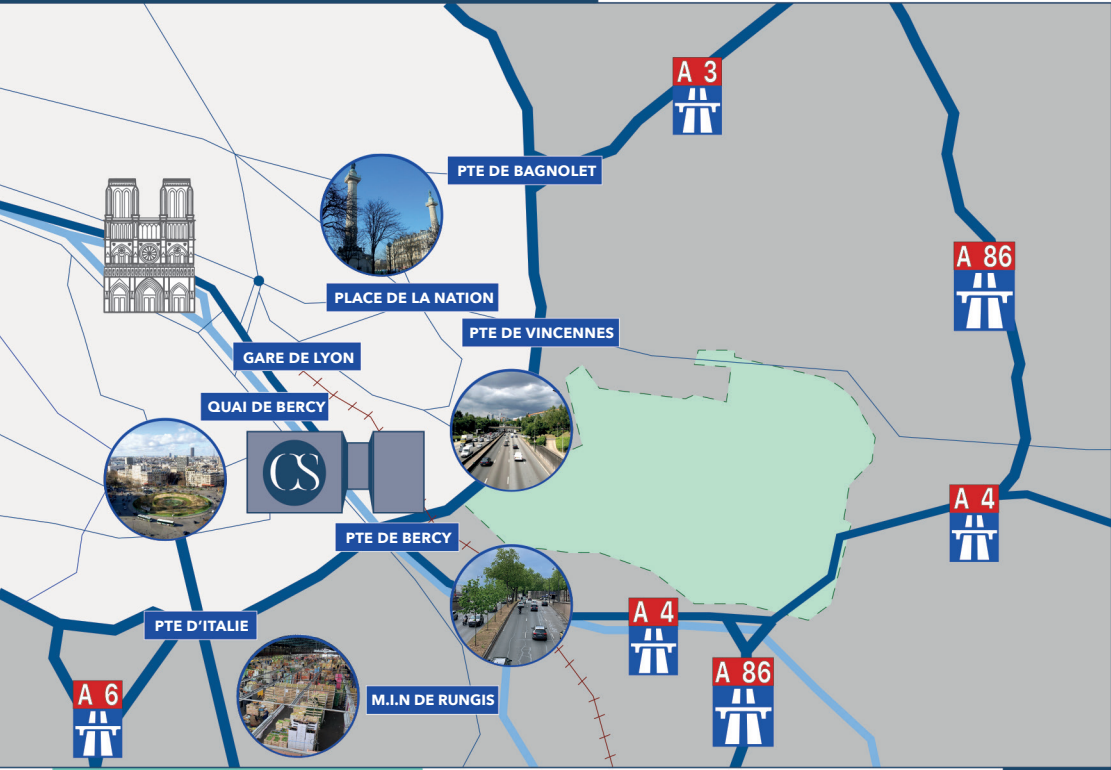 A 3
PTE DE BAGNOLET
A 86
PLACE DE LA NATION
PTE DE VINCENNES
GARE DE LYON
QUAI DE BERCY
CS
A 4
PTE DE BERCY
A 4
PTE D'ITALIE
A 86
A 6
M.I.N DE RUNGIS